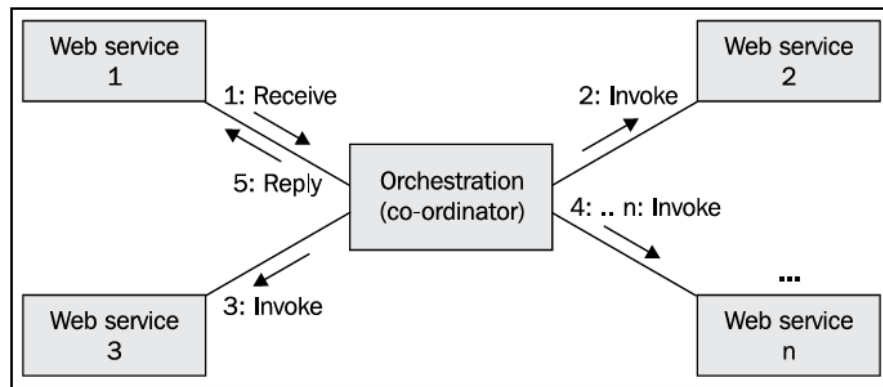 Web service
1
Web service
2
1: Receive
2: Invoke
5: Reply
Orchestration
(co-ordinator)
4: .. n: Invoke
3: Invoke
...
Web service
3
Web service
n